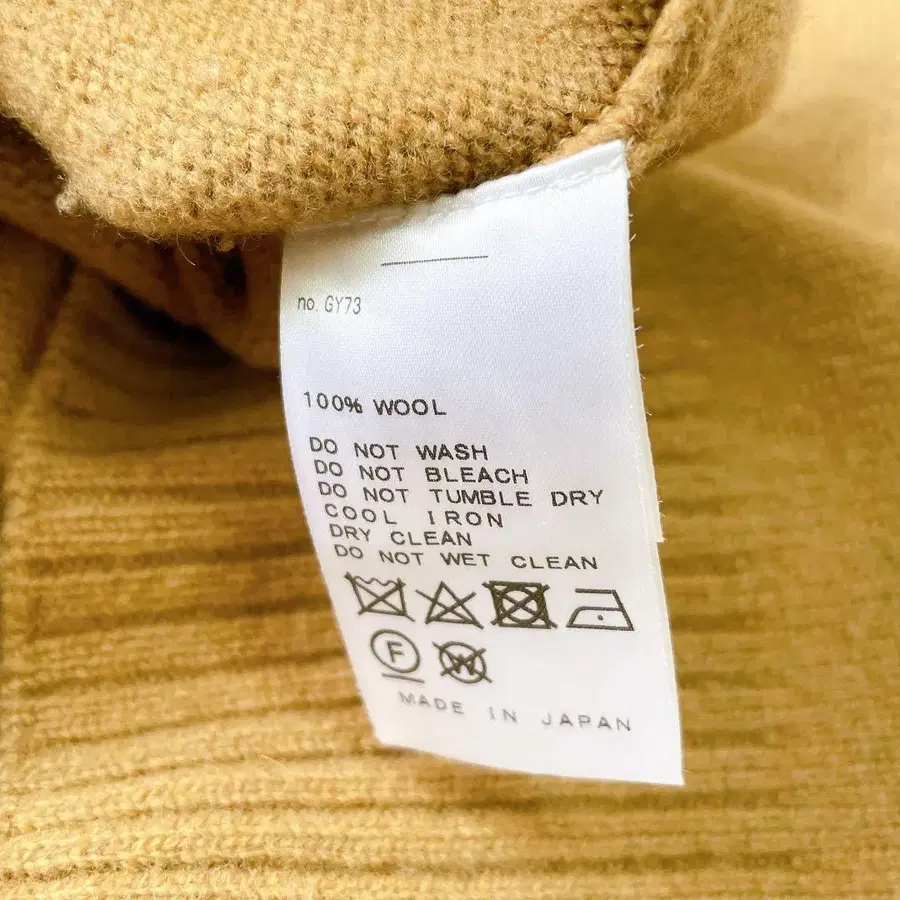 no. GY73
100% WOOL
DO NOT WASH
DO NOT BLEACH
DO NOT TUMBLE DRY
COOL IRON
DRY CLEAN
DO NOT WET CLEAN
F W
MADE IN JAPAN